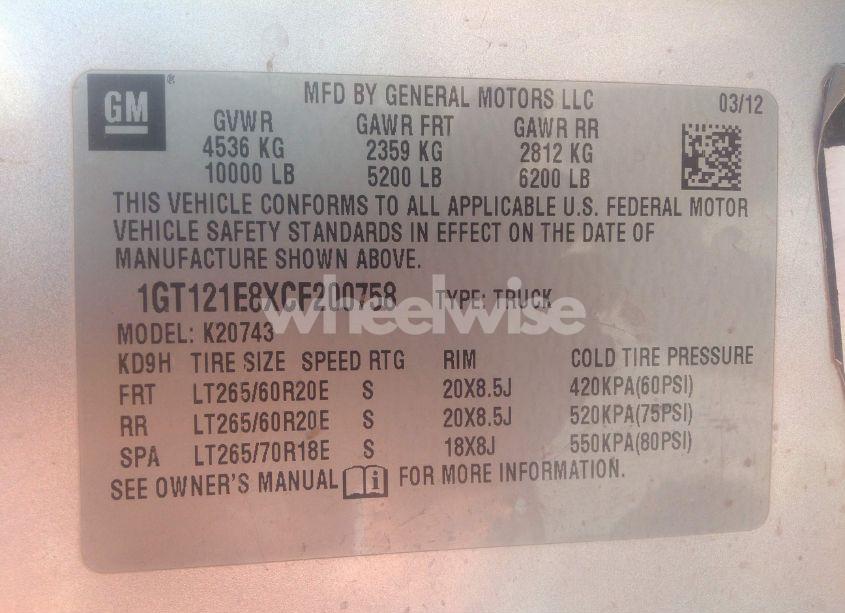 GM
MFD BY GENERAL MOTORS LLC 03/12
GVWR GAWR FRT GAWR RR
4536 KG 2359 KG 2812 KG
10000 LB 5200 LB 6200 LB
THIS VEHICLE CONFORMS TO ALL APPLICABLE U.S. FEDERAL MOTOR
VEHICLE SAFETY STANDARDS IN EFFECT ON THE DATE OF
MANUFACTURE SHOWN ABOVE.
1GT121E8XCF200758 TYPE: TRUCK
wheelwise
MODEL: K20743
KD9H TIRE SIZE SPEED RTG RIM COLD TIRE PRESSURE
FRT LT265/60R20E S 20X8.5J 420KPA(60PSI)
RR LT265/60R20E S 20X8.5J 520KPA(75PSI)
SPA LT265/70R18E S 18X8J 550KPA(80PSI)
SEE OWNER'S MANUAL FOR MORE INFORMATION.